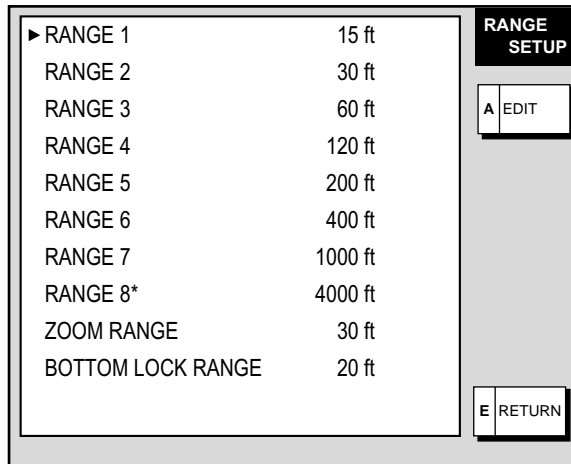 ▶RANGE 1 15 ft
RANGE 2 30 ft
RANGE 3 60 ft
RANGE 4 120 ft
RANGE 5 200 ft
RANGE 6 400 ft
RANGE 7 1000 ft
RANGE 8* 4000 ft
ZOOM RANGE 30 ft
BOTTOM LOCK RANGE 20 ft
RANGE
SETUP
A EDIT
E RETURN